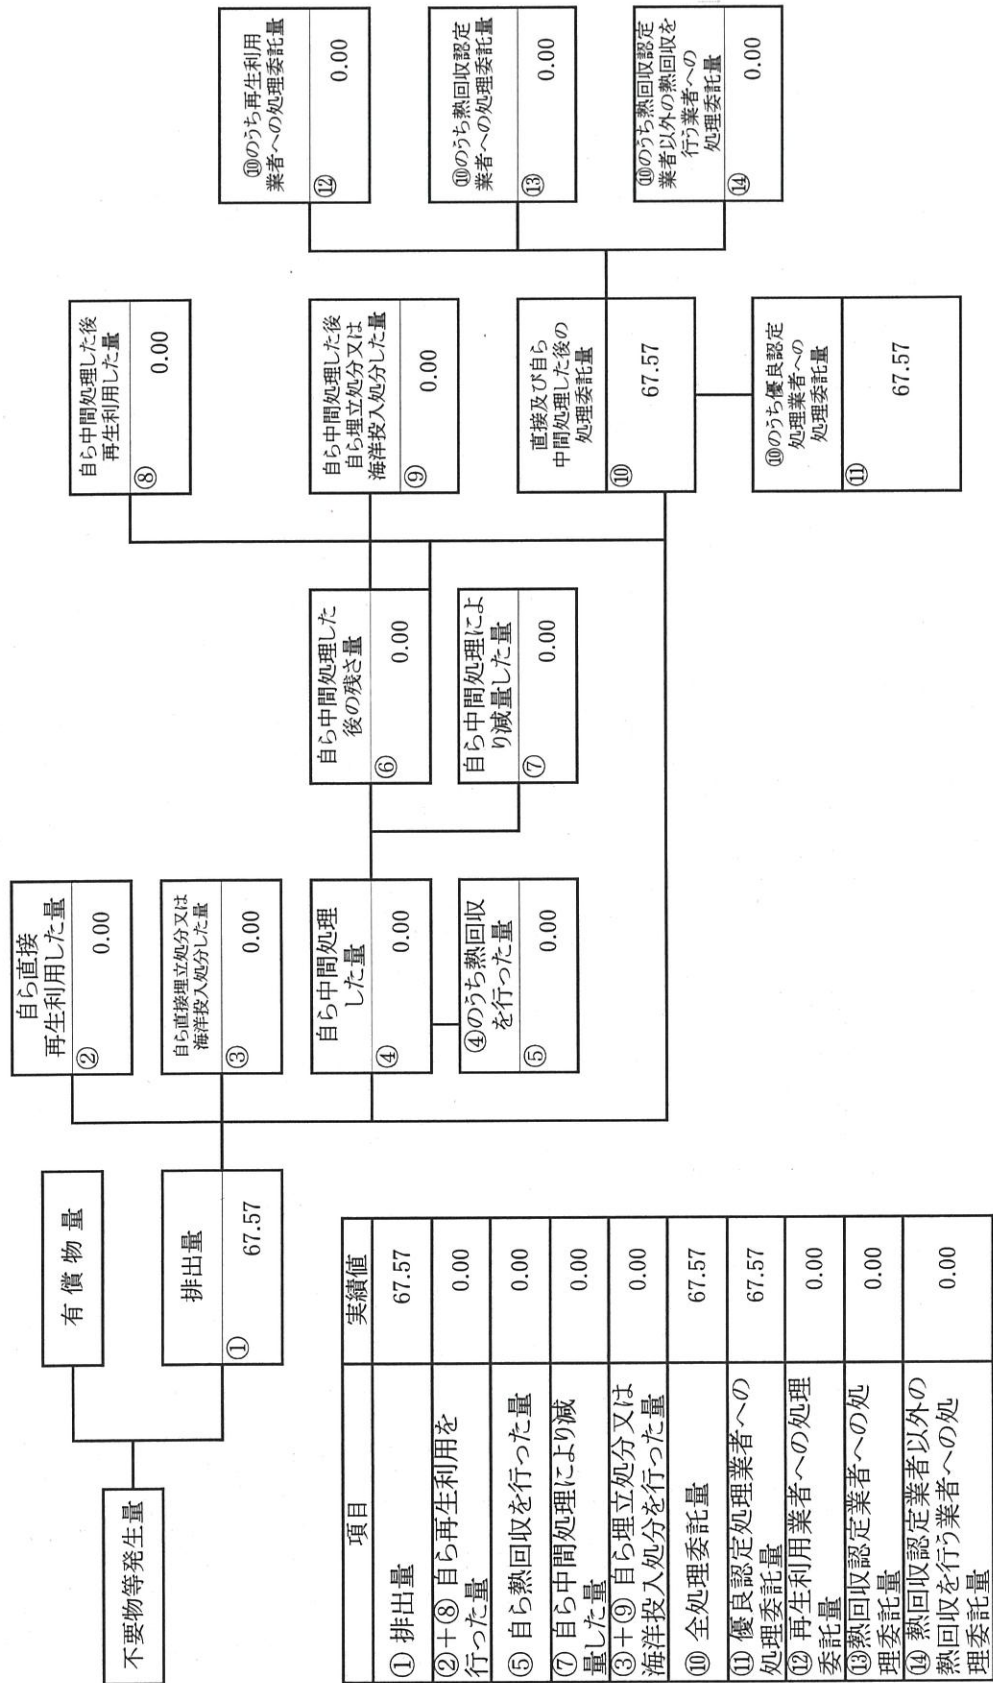 不要物等発生量
有償物量
排出量
① 67.57
自ら直接
再生利用した量
② 0.00
自ら直接埋立処分又は
海洋投入処分した量
③ 0.00
自ら中間処理
した量
④ 0.00
④のうち熱回収
を行った量
⑤ 0.00
自ら中間処理した
後の残さ量
⑥ 0.00
自ら中間処理によ
り減量した量
⑦ 0.00
自ら中間処理した後
再生利用した量
⑧ 0.00
自ら中間処理した後
自ら埋立処分又は
海洋投入処分した量
⑨ 0.00
直接及び自ら
中間処理した後の
処理委託量
⑩ 67.57
⑩のうち優良認定
処理業者への
処理委託量
⑪ 67.57
⑩のうち再生利用
業者への処理委託量
⑫ 0.00
⑩のうち熱回収認定
業者への処理委託量
⑬ 0.00
⑩のうち熱回収認定
業者以外の熱回収を
行う業者への
処理委託量
⑭ 0.00
項目 実績値
① 排出量 67.57
②+⑧ 自ら再生利用を
行った量 0.00
⑤ 自ら熱回収を行った量 0.00
⑦ 自ら中間処理により減
量した量 0.00
③+⑨ 自ら埋立処分又は
海洋投入処分を行った量 0.00
⑩ 全処理委託量 67.57
⑪ 優良認定処理業者への
処理委託量 67.57
⑫ 再生利用業者への処理
委託量 0.00
⑬熱回収認定業者への処
理委託量 0.00
⑭ 熱回収認定業者以外の
熱回収を行う業者への処
理委託量 0.00